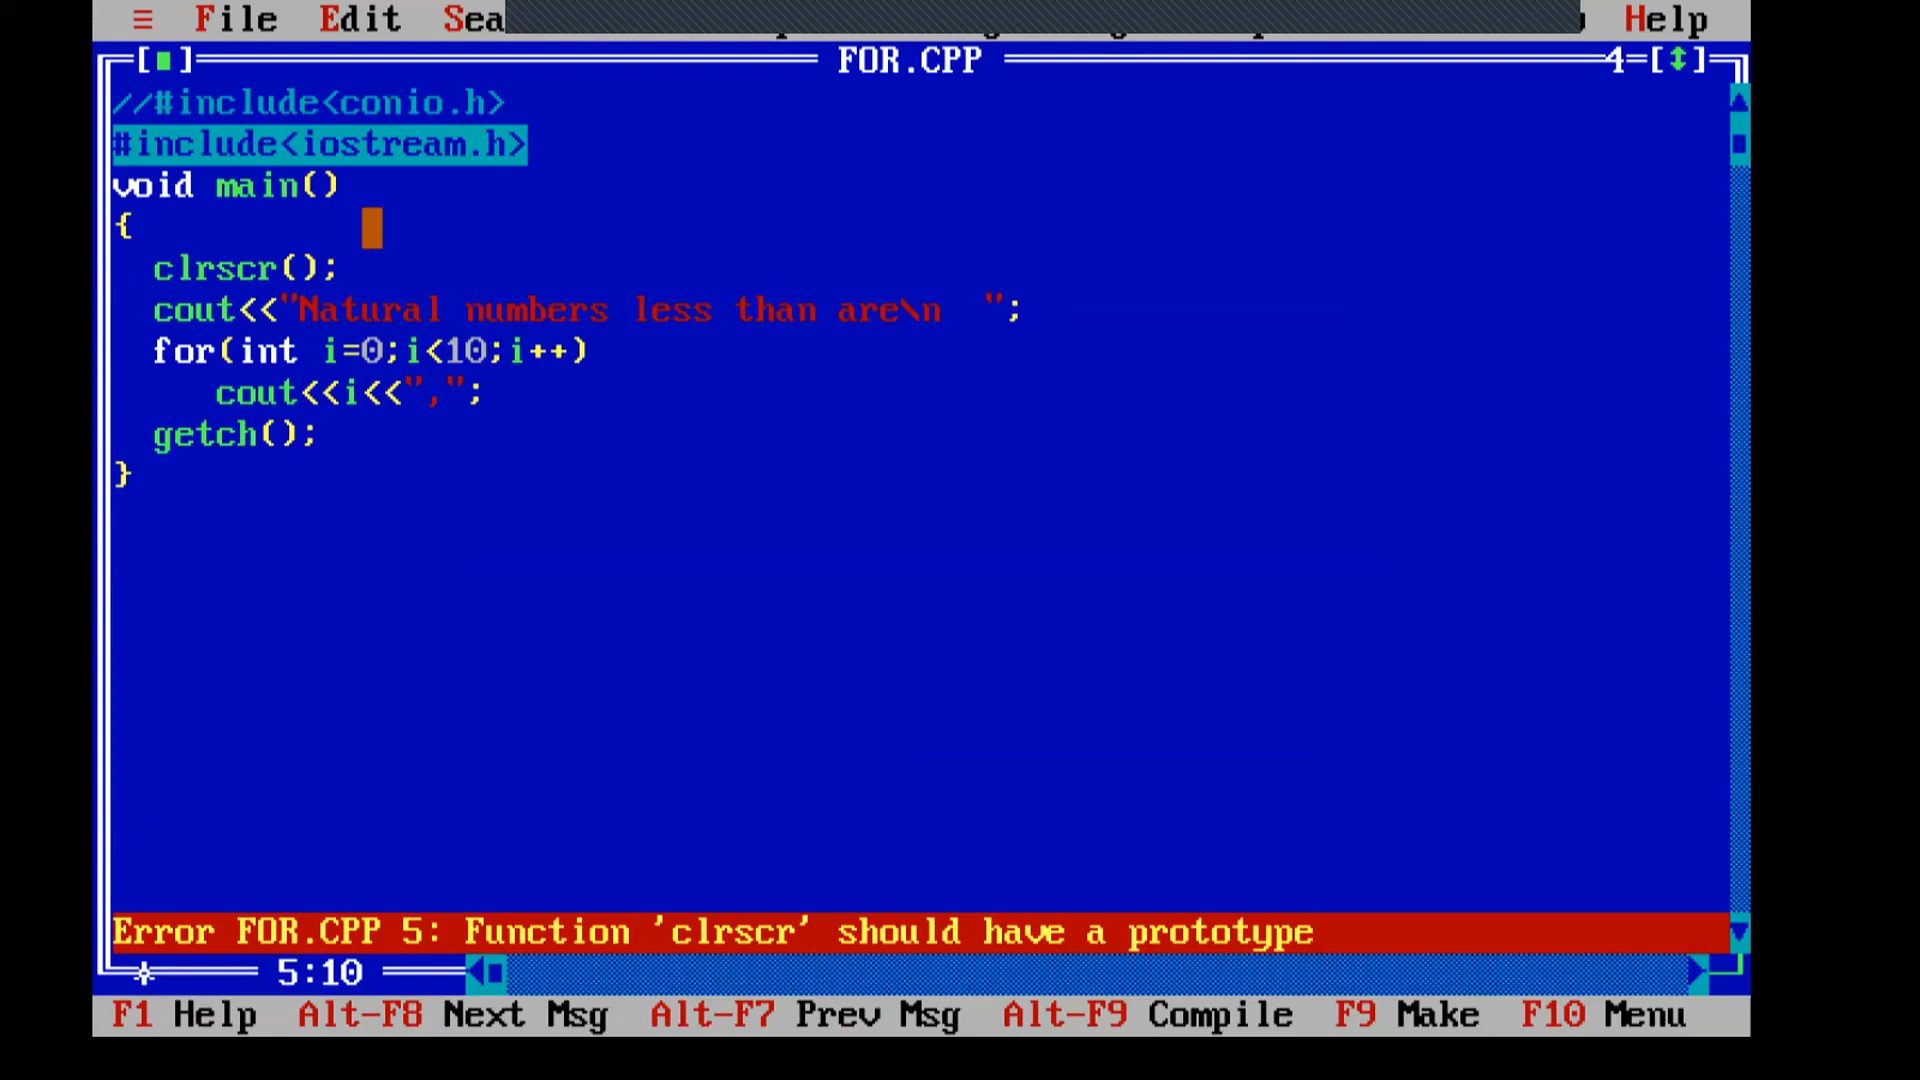 ≡ File Edit Sea Help
[■] FOR.CPP 4=[↕]
//#include<conio.h>
#include<iostream.h>
void main()
{
clrscr();
cout<<"Natural numbers less than are\n  ";
for(int i=0;i<10;i++)
cout<<i<<",";
getch();
}
Error FOR.CPP 5: Function 'clrscr' should have a prototype
5:10
F1 Help Alt-F8 Next Msg Alt-F7 Prev Msg Alt-F9 Compile F9 Make F10 Menu